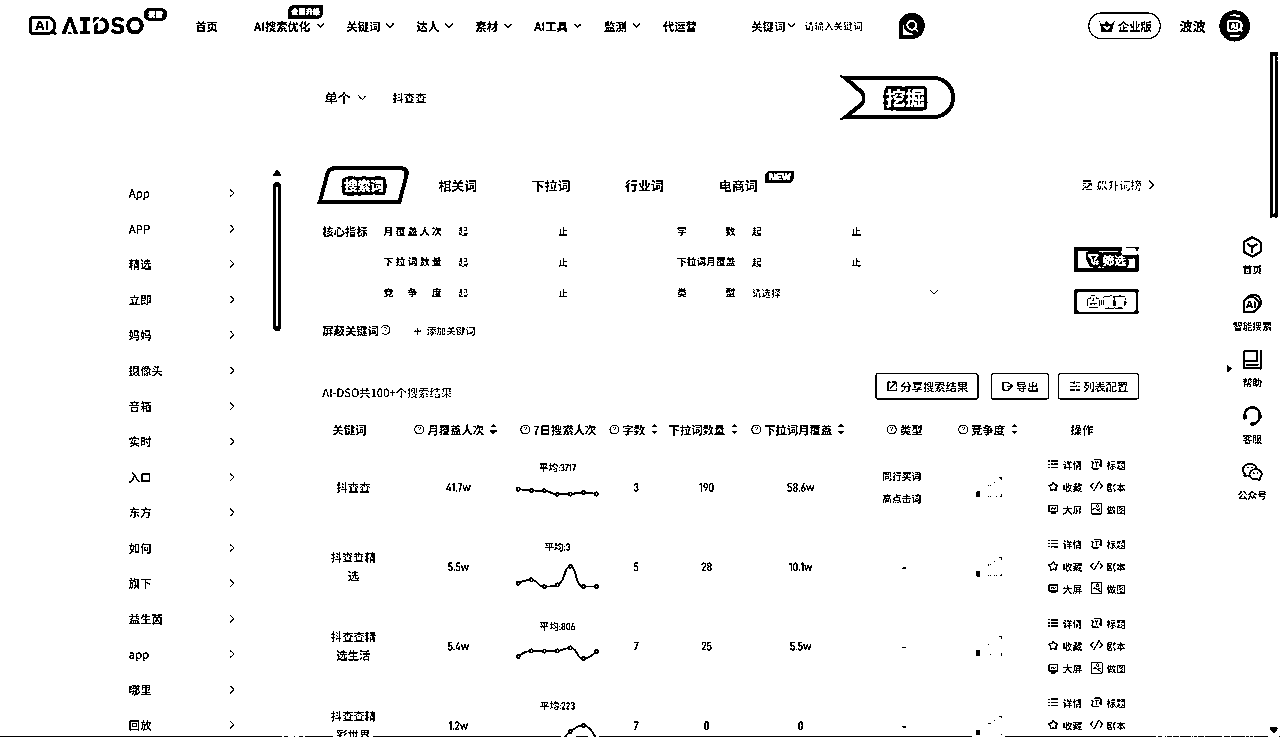 AIDSO
首页 AI搜索优化 关键词 达人 素材 AI工具 监测 代运营 关键词 请输入关键词 企业版 波波
全新升级
单个 抖查查 挖掘
App
APP
精选
立即
妈妈
摄像头
音箱
实时
入口
东方
如何
旗下
益生菌
app
哪里
回放
搜索词 相关词 下拉词 行业词 电商词 NEW 飙升词榜
核心指标 月覆盖人次 起 止 字数 起 止
下拉词数量 起 止 下拉词月覆盖 起 止 筛选
竞争度 起 止 类型 请选择
屏蔽关键词 + 添加关键词
AI-DSO共100+个搜索结果 分享搜索结果 导出 列表配置
关键词 月覆盖人次 7日搜索人次 字数 下拉词数量 下拉词月覆盖 类型 竞争度 操作
抖查查 41.7w 平均:3717 3 190 58.6w 同行买词 高点击词 详情 标题 收藏 脚本 大屏 做图
抖查查精选 5.5w 平均:3 5 28 10.1w - 详情 标题 收藏 脚本 大屏 做图
抖查查精选生活 5.4w 平均:806 7 25 5.5w - 详情 标题 收藏 脚本 大屏 做图
抖查查精彩世界 1.2w 平均:223 7 0 0 - 详情 标题 收藏 脚本
首页
智能搜索
帮助
客服
公众号